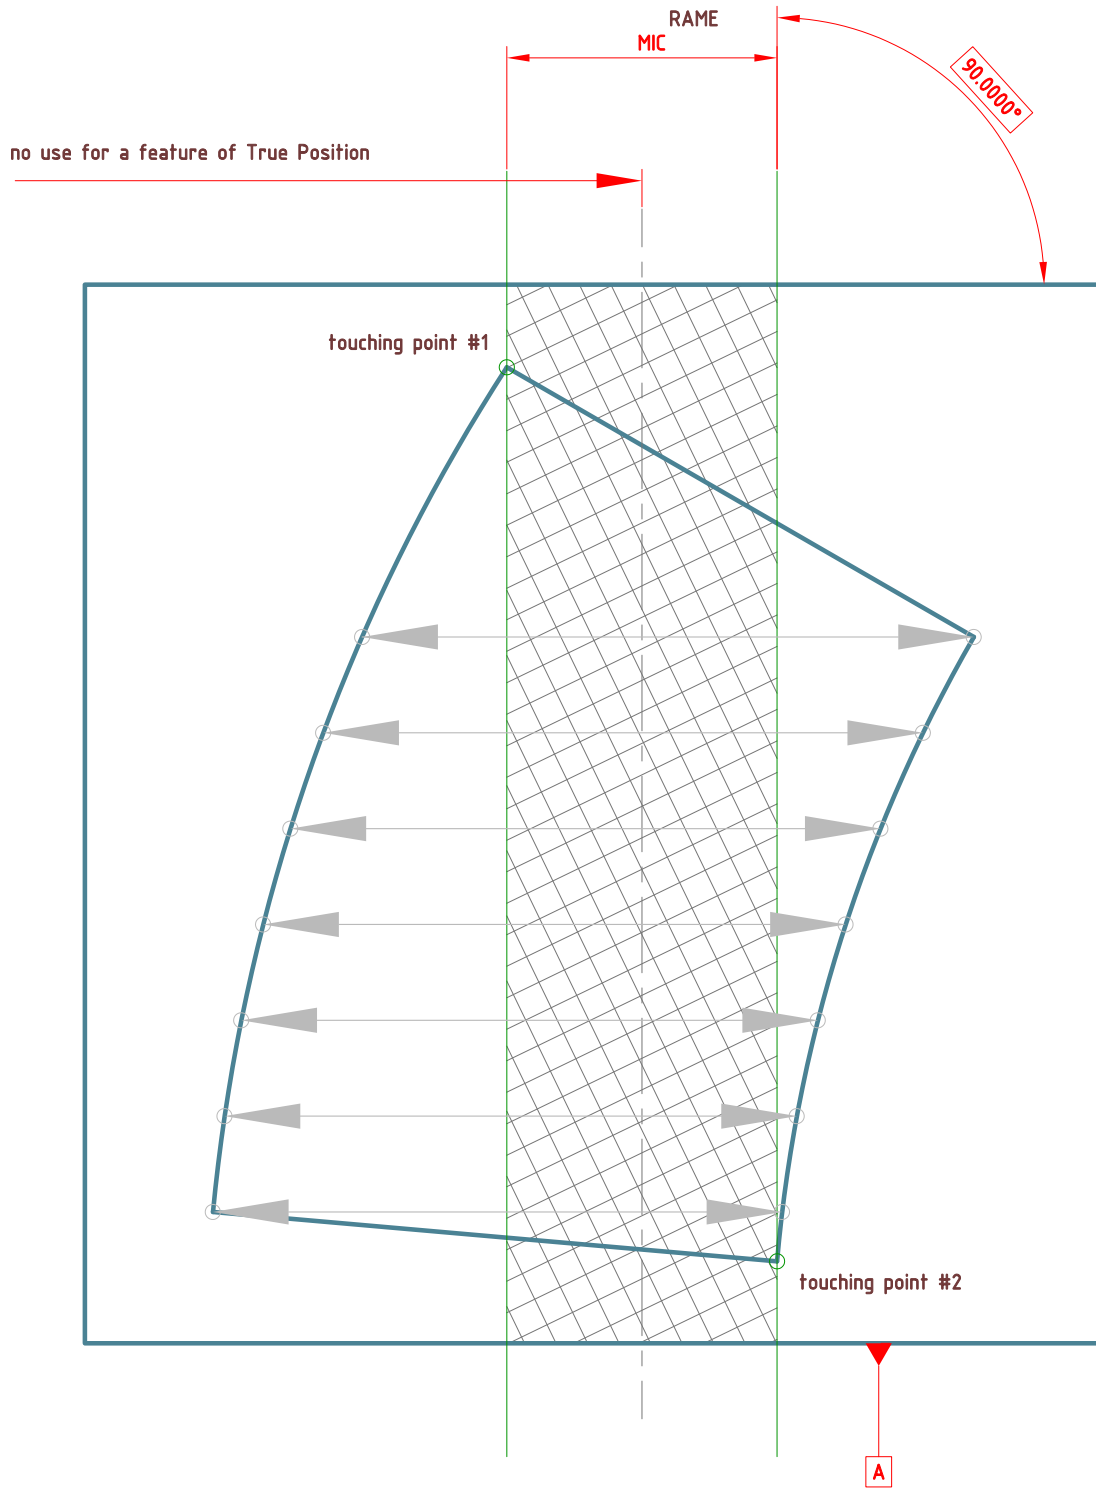 RAME
MIC
90.0000°
no use for a feature of True Position
touching point #1
touching point #2
A